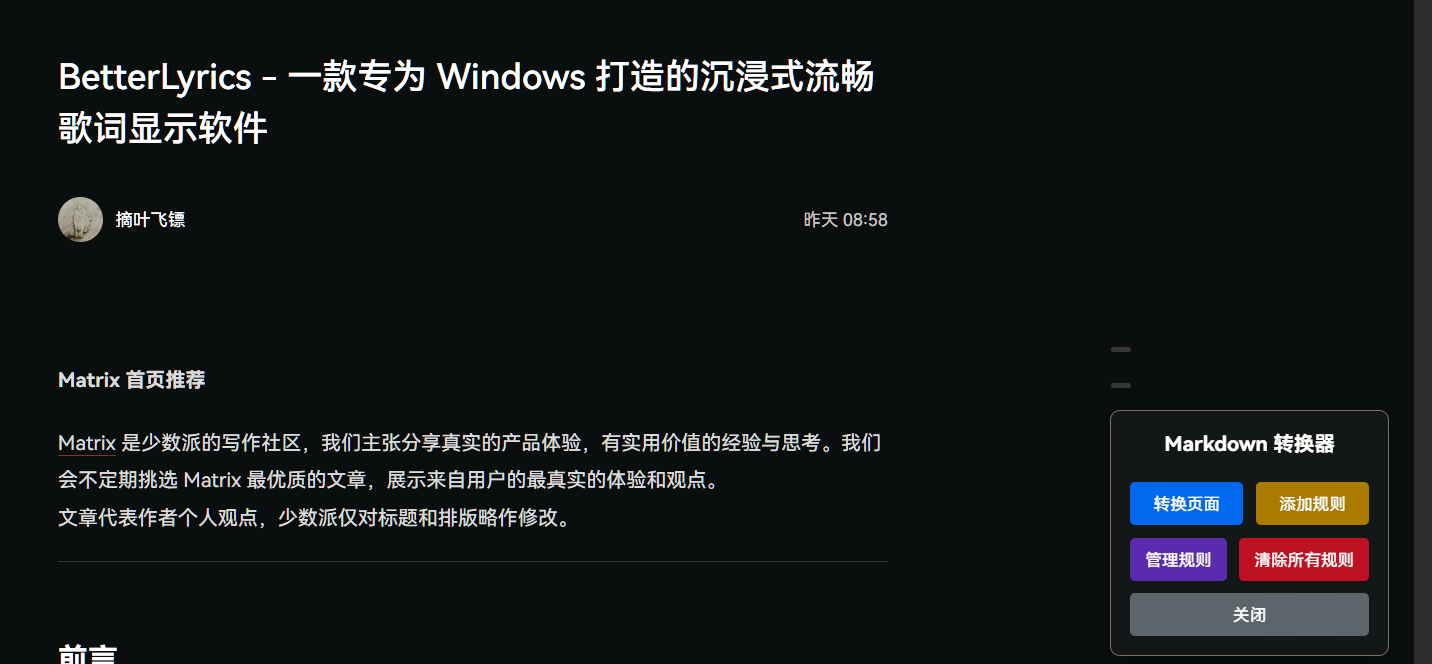 BetterLyrics - 一款专为 Windows 打造的沉浸式流畅
歌词显示软件
摘叶飞镖
昨天 08:58
Matrix 首页推荐
Matrix 是少数派的写作社区，我们主张分享真实的产品体验，有实用价值的经验与思考。我们
会不定期挑选 Matrix 最优质的文章，展示来自用户的最真实的体验和观点。
文章代表作者个人观点，少数派仅对标题和排版略作修改。
前言
Markdown 转换器
转换页面
添加规则
管理规则
清除所有规则
关闭